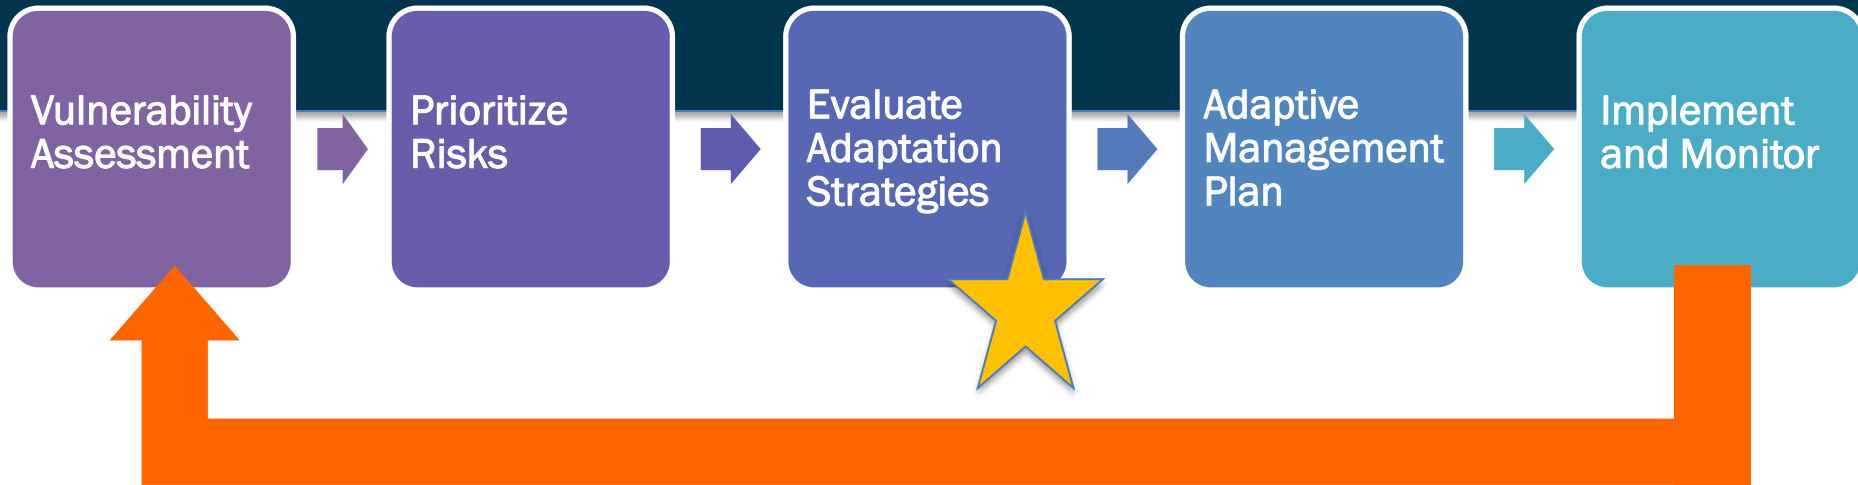 Vulnerability
Assessment
Prioritize
Risks
Evaluate
Adaptation
Strategies
Adaptive
Management
Plan
Implement
and Monitor